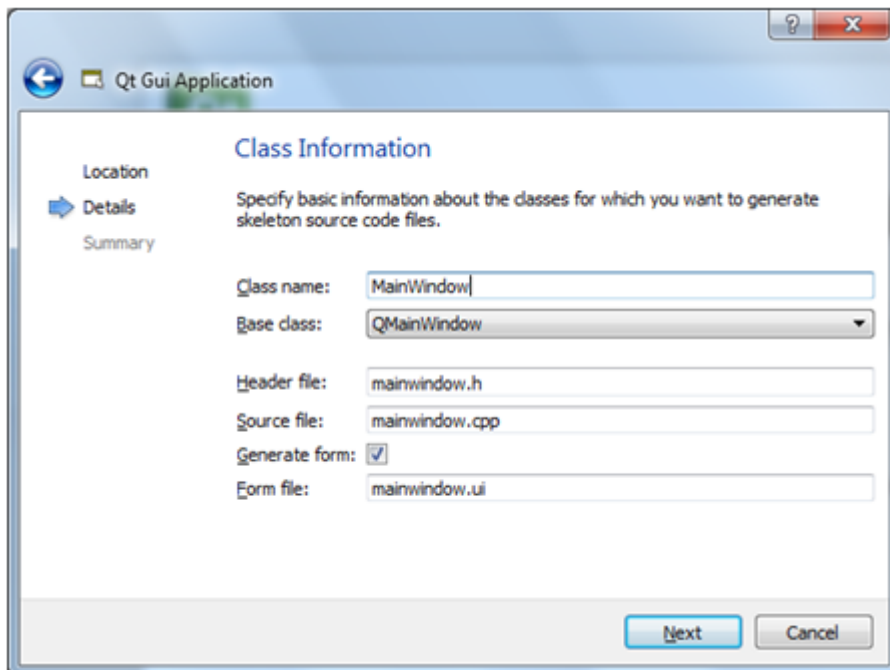 Qt Gui Application
Class Information
Location
Details
Summary
Specify basic information about the classes for which you want to generate
skeleton source code files.
Class name: MainWindow
Base class: QMainWindow
Header file: mainwindow.h
Source file: mainwindow.cpp
Generate form:
Form file: mainwindow.ui
Next Cancel